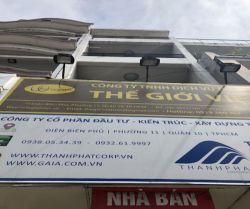 CÔNG TY TNHH DỊCH VỤ
THẾ GIỚI
CÔNG TY CỔ PHẦN ĐẦU TƯ - KIẾN TRÚC - XÂY DỰNG
ĐIỆN BIÊN PHỦ | PHƯỜNG 11 | QUẬN 10 | TPHCM
0938.05.34.39 - 0932.61.9997
WWW.THANHPHATCORP.VN
WWW.GAIA.COM.VN
THANHPHAT
NHÀ BÁN